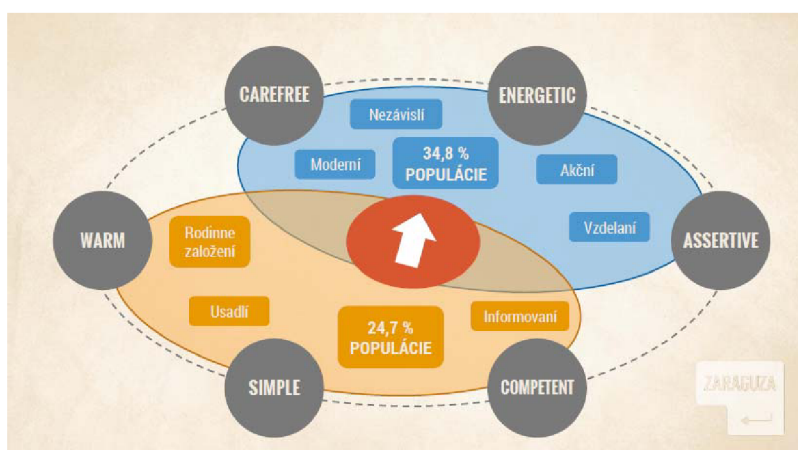 CAREFREE
ENERGETIC
Nezávislí
Moderní
34,8 %
POPULÁCIE
Akční
WARM
Rodinne
založení
Vzdelaní
ASSERTIVE
Usadlí
24,7 %
POPULÁCIE
Informovaní
SIMPLE
COMPETENT
ZARAGUZA